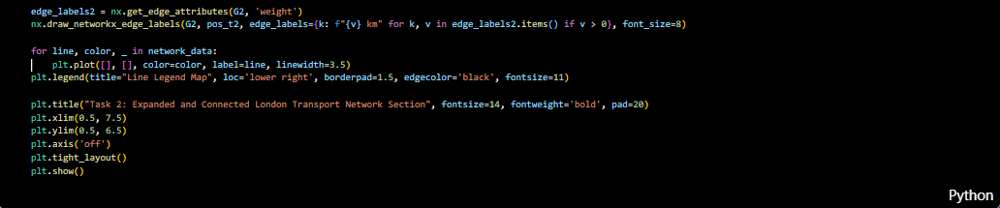 edge_labels2 = nx.get_edge_attributes(G2, 'weight')
nx.draw_networkx_edge_labels(G2, pos_t2, edge_labels={k: f"{v} km" for k, v in edge_labels2.items() if v > 0}, font_size=8)
for line, color, _ in network_data:
    plt.plot([], [], color=color, label=line, linewidth=3.5)
plt.legend(title="Line Legend Map", loc='lower right', borderpad=1.5, edgecolor='black', fontsize=11)
plt.title("Task 2: Expanded and Connected London Transport Network Section", fontsize=14, fontweight='bold', pad=20)
plt.xlim(0.5, 7.5)
plt.ylim(0.5, 6.5)
plt.axis('off')
plt.tight_layout()
plt.show()
Python